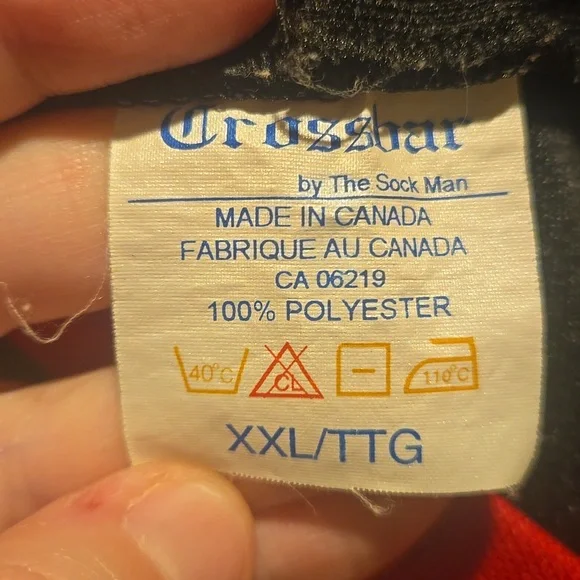 Crossbar
by The Sock Man
MADE IN CANADA
FABRIQUE AU CANADA
CA 06219
100% POLYESTER
40°C CL 110°C
XXL/TTG